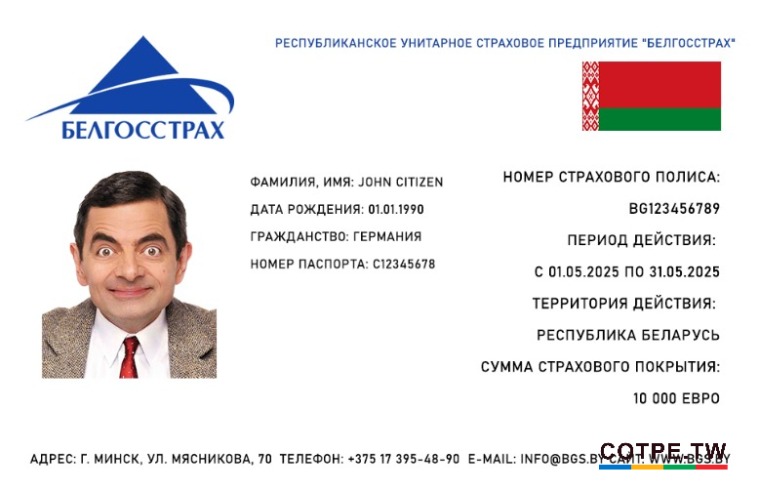 РЕСПУБЛИКАНСКОЕ УНИТАРНОЕ СТРАХОВОЕ ПРЕДПРИЯТИЕ "БЕЛГОССТРАХ"
БЕЛГОССТРАХ
ФАМИЛИЯ, ИМЯ: JOHN CITIZEN
ДАТА РОЖДЕНИЯ: 01.01.1990
ГРАЖДАНСТВО: ГЕРМАНИЯ
НОМЕР ПАСПОРТА: C12345678
НОМЕР СТРАХОВОГО ПОЛИСА:
BG123456789
ПЕРИОД ДЕЙСТВИЯ:
С 01.05.2025 ПО 31.05.2025
ТЕРРИТОРИЯ ДЕЙСТВИЯ:
РЕСПУБЛИКА БЕЛАРУСЬ
СУММА СТРАХОВОГО ПОКРЫТИЯ:
10 000 ЕВРО
COTPE.TW
АДРЕС: Г. МИНСК, УЛ. МЯСНИКОВА, 70 ТЕЛЕФОН: +375 17 395-48-90 E-MAIL: INFO@BGS.BY САЙТ: WWW.BGS.BY